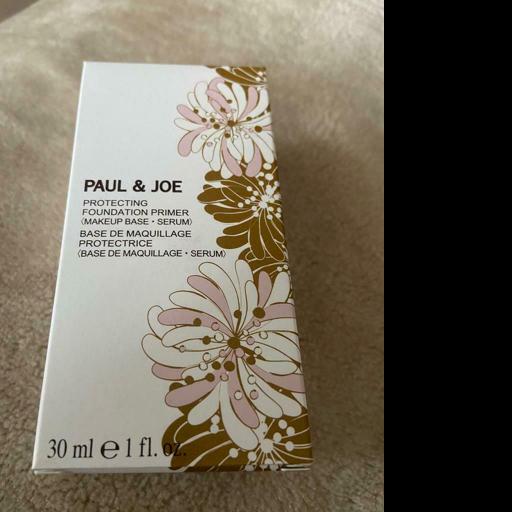 PAUL & JOE
PROTECTING
FOUNDATION PRIMER
(MAKEUP BASE・SERUM)
BASE DE MAQUILLAGE
PROTECTRICE
(BASE DE MAQUILLAGE・SERUM)
30 ml ℮ 1 fl. oz.